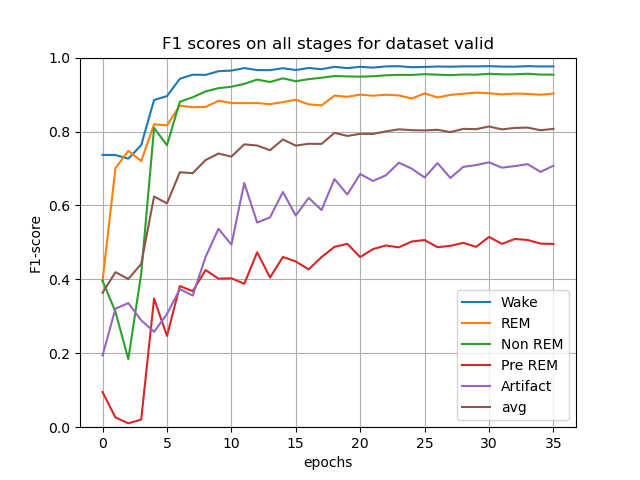 F1 scores on all stages for dataset valid
1.0
0.8
0.6
0.4
0.2
0.0
F1-score
0 5 10 15 20 25 30 35
epochs
Wake
REM
Non REM
Pre REM
Artifact
avg